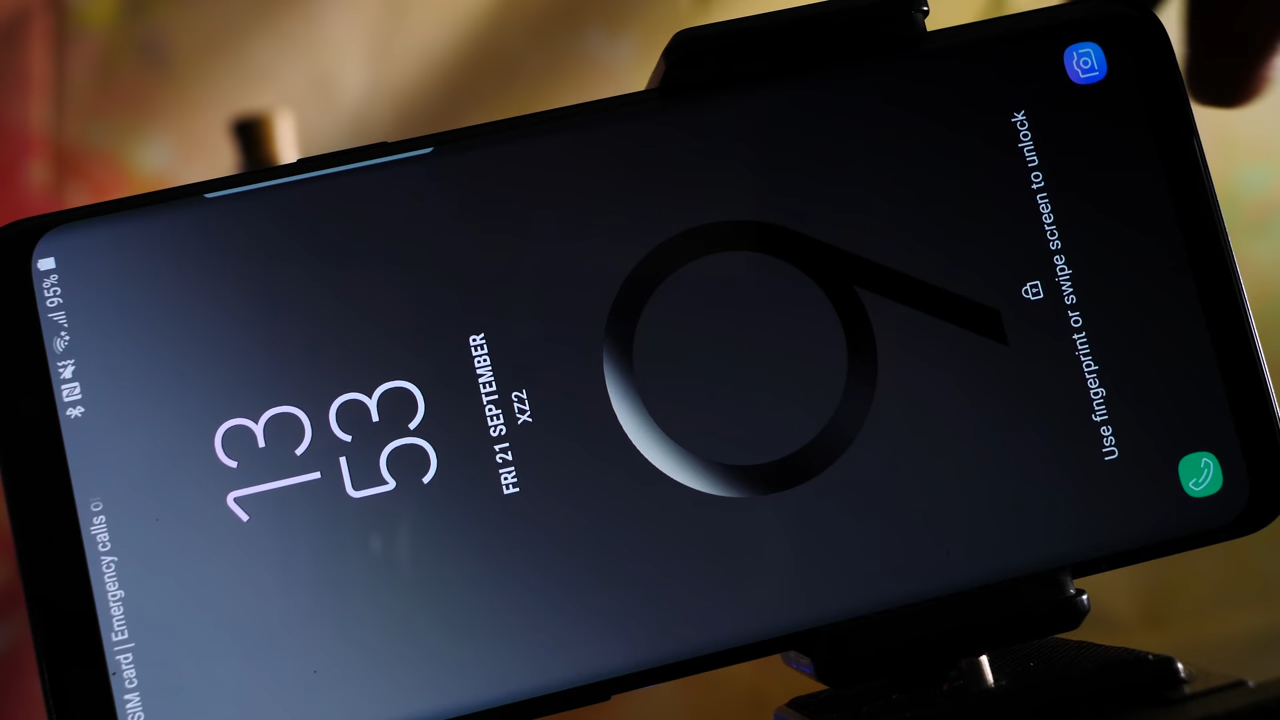 SIM card | Emergency calls o
95%
13
53
FRI 21 SEPTEMBER
XZ2
Use fingerprint or swipe screen to unlock